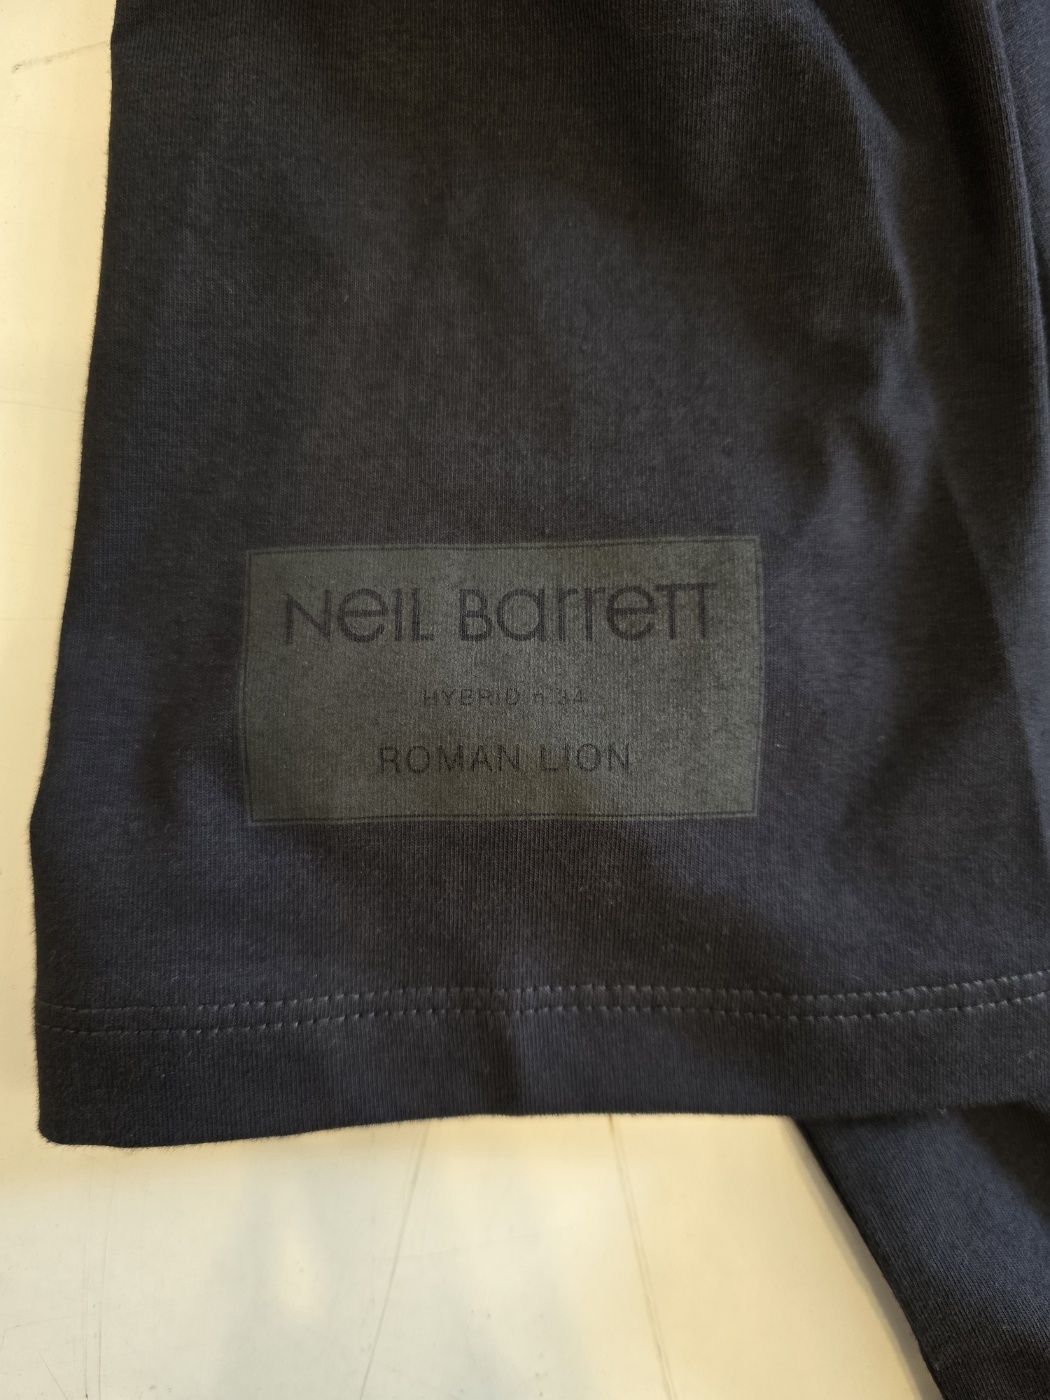 NeIL BarreTT
HYBRID n.34
ROMAN LION